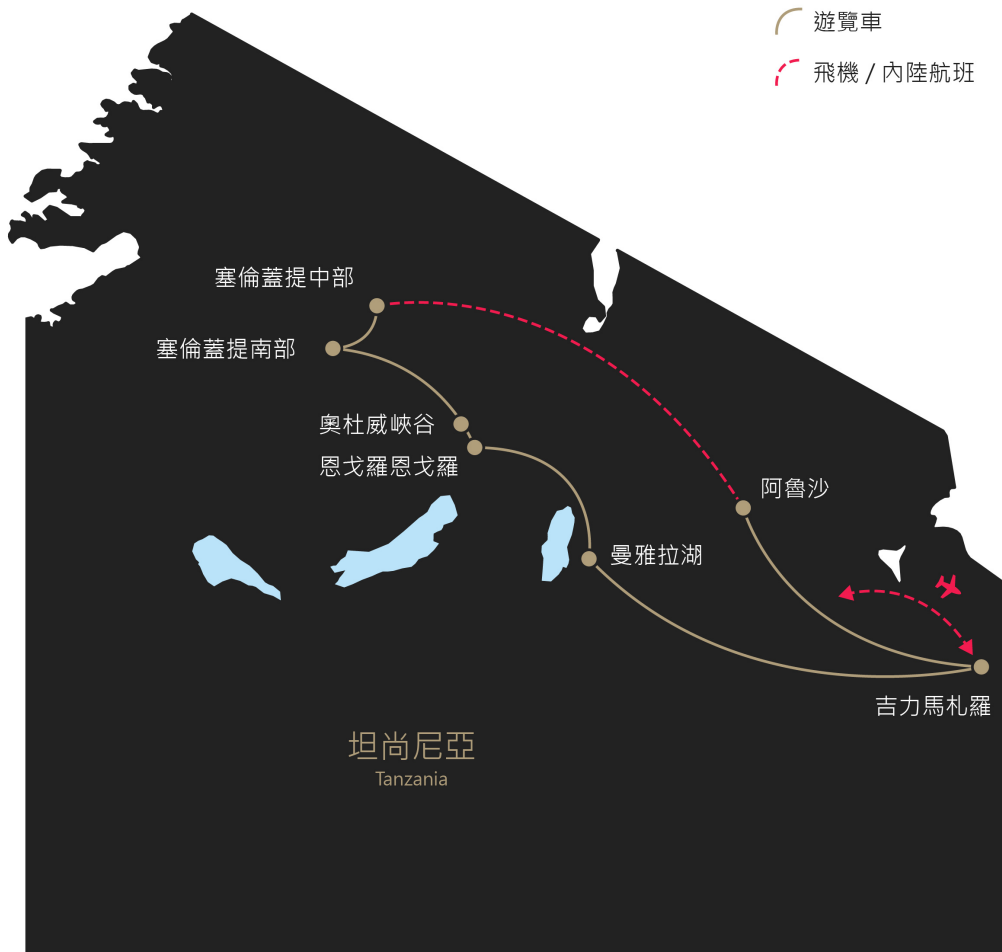 遊覽車
飛機 / 內陸航班
塞倫蓋提中部
塞倫蓋提南部
奧杜威峽谷
恩戈羅恩戈羅
阿魯沙
曼雅拉湖
吉力馬札羅
坦尚尼亞
Tanzania